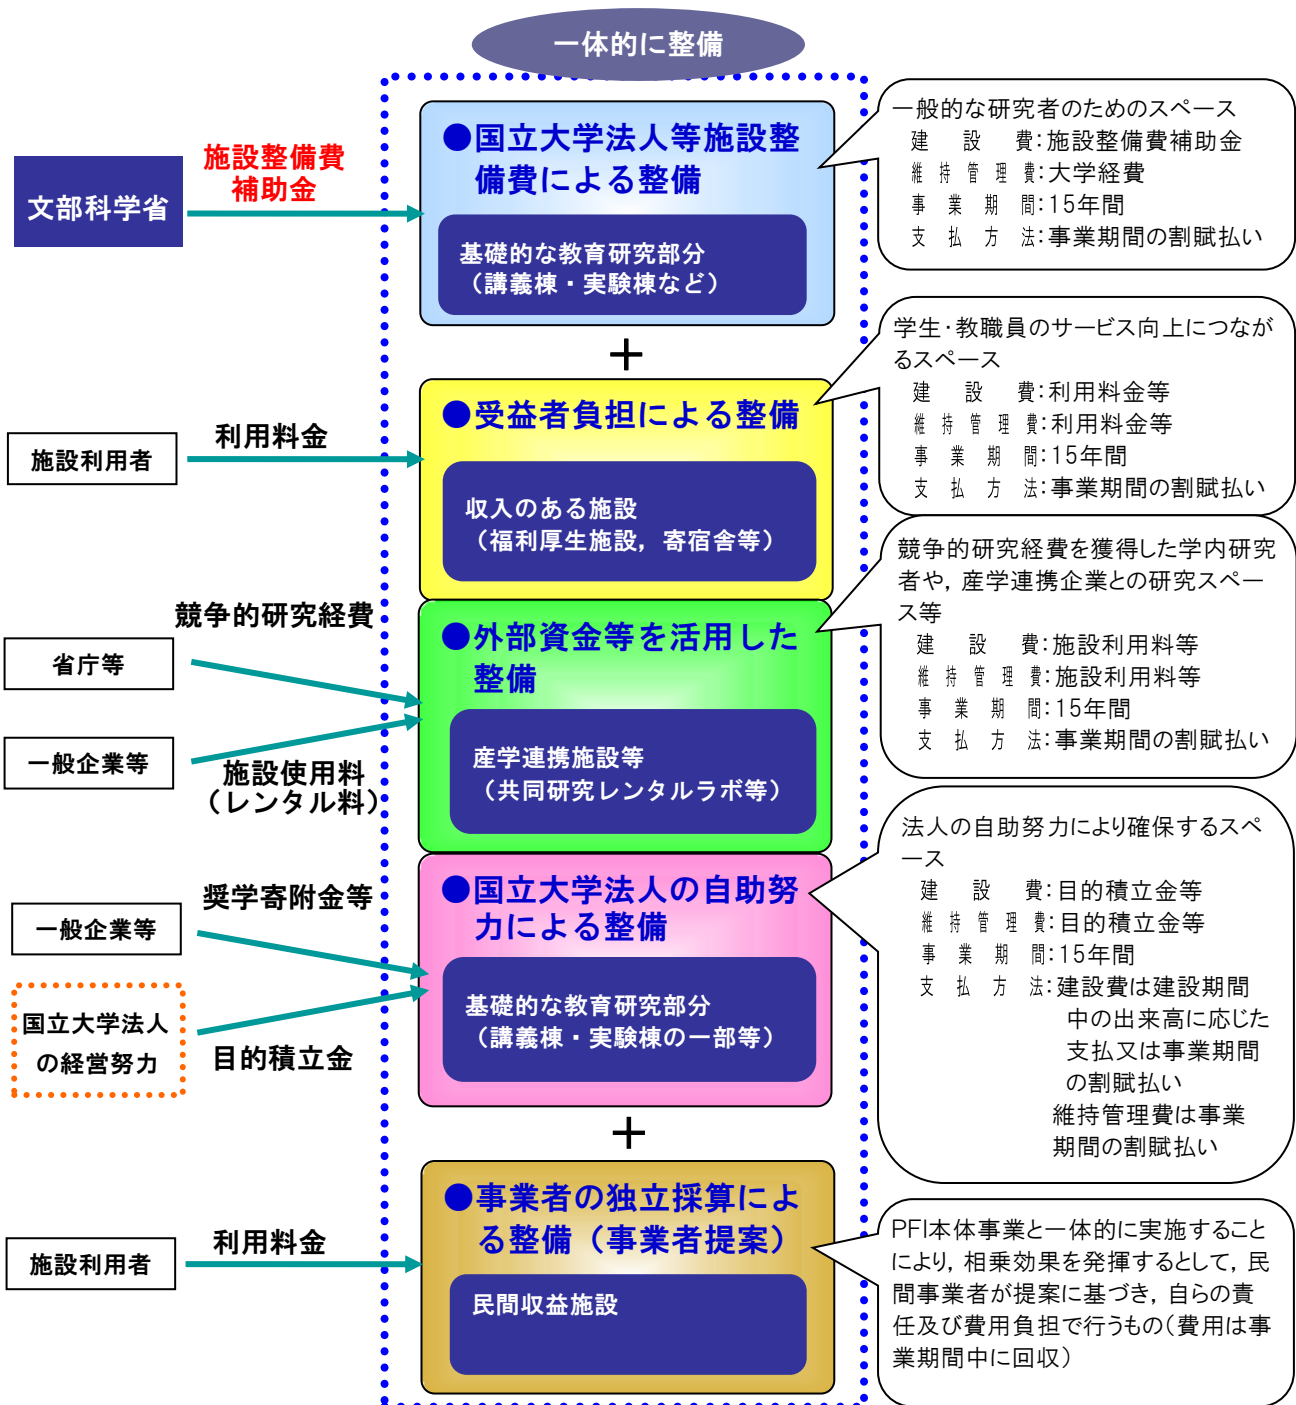 一体的に整備
文部科学省
施設整備費
補助金
●国立大学法人等施設整
備費による整備
基礎的な教育研究部分
（講義棟・実験棟など）
一般的な研究者のためのスペース
建設費：施設整備費補助金
維持管理費：大学経費
事業期間：15年間
支払方法：事業期間の割賦払い
＋
施設利用者
利用料金
●受益者負担による整備
収入のある施設
（福利厚生施設，寄宿舎等）
学生・教職員のサービス向上につなが
るスペース
建設費：利用料金等
維持管理費：利用料金等
事業期間：15年間
支払方法：事業期間の割賦払い
競争的研究経費
省庁等
一般企業等
施設使用料
（レンタル料）
●外部資金等を活用した
整備
産学連携施設等
（共同研究レンタルラボ等）
競争的研究経費を獲得した学内研究
者や，産学連携企業との研究スペー
ス等
建設費：施設利用料等
維持管理費：施設利用料等
事業期間：15年間
支払方法：事業期間の割賦払い
奨学寄附金等
一般企業等
国立大学法人
の経営努力
目的積立金
●国立大学法人の自助努
力による整備
基礎的な教育研究部分
（講義棟・実験棟の一部等）
法人の自助努力により確保するスペ
ース
建設費：目的積立金等
維持管理費：目的積立金等
事業期間：15年間
支払方法：建設費は建設期間
中の出来高に応じた
支払又は事業期間
の割賦払い
維持管理費は事業
期間の割賦払い
＋
施設利用者
利用料金
●事業者の独立採算によ
る整備（事業者提案）
民間収益施設
PFI本体事業と一体的に実施すること
により，相乗効果を発揮するとして，民
間事業者が提案に基づき，自らの責
任及び費用負担で行うもの（費用は事
業期間中に回収）